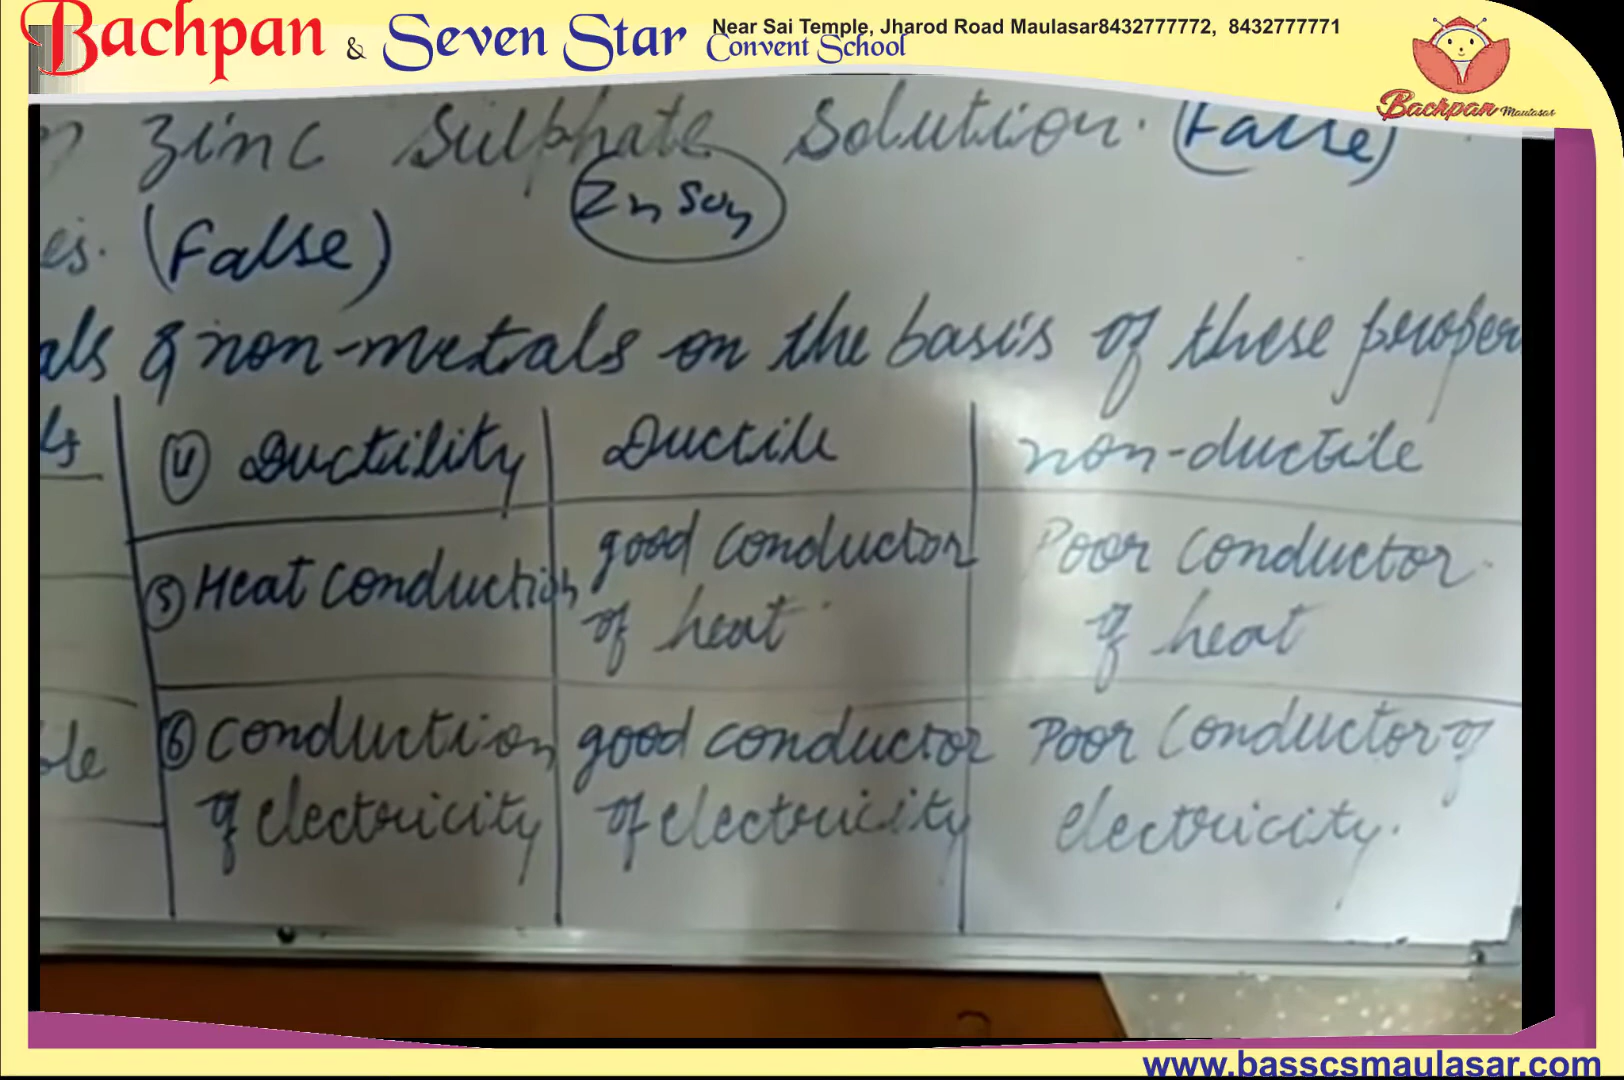 Bachpan & Seven Star Convent School
Near Sai Temple, Jharod Road Maulasar8432777772, 8432777771
Bachpan Maulasar
Zinc Sulphate Solution. (False)
ZnSo4
es. (False)
als & non-metals on the basis of these proper
ls
④ Ductility Ductile non-ductile
⑤ Heat conduction good conductor of heat Poor conductor of heat
ble
⑥ conduction of electricity good conductor of electricity Poor conductor of electricity.
www.basscsmaulasar.com